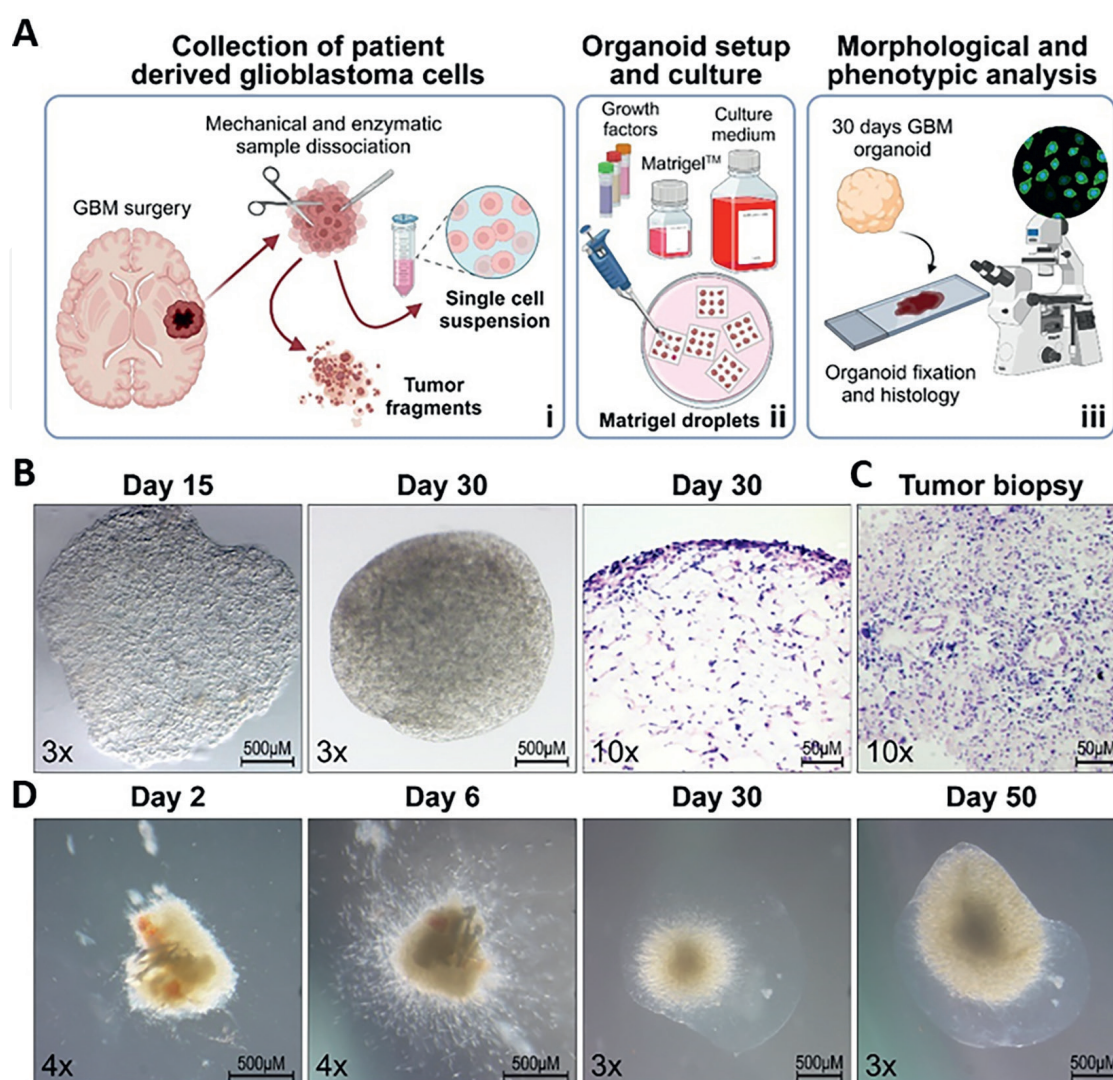 A
Collection of patient
derived glioblastoma cells
Mechanical and enzymatic
sample dissociation
GBM surgery
Single cell
suspension
Tumor
fragments
i
Organoid setup
and culture
Growth
factors
Culture
medium
Matrigel™
Matrigel droplets
ii
Morphological and
phenotypic analysis
30 days GBM
organoid
Organoid fixation
and histology
iii
B
Day 15
3x
500µM
Day 30
3x
500µM
Day 30
10x
50µM
C
Tumor biopsy
10x
50µM
D
Day 2
4x
500µM
Day 6
4x
500µM
Day 30
3x
500µM
Day 50
3x
500µM